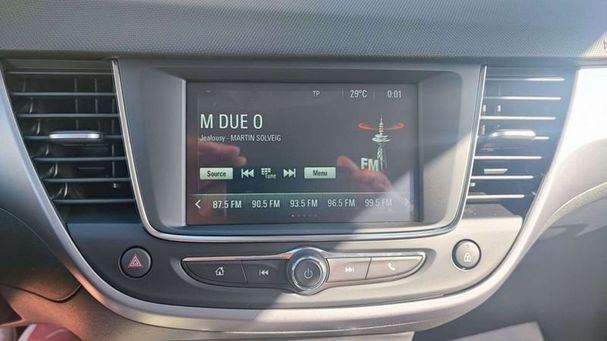 TP 29°C 0:01
M DUE O
Jealousy - MARTIN SOLVEIG
FM
Source Tune Menu
87.5 FM 90.5 FM 93.5 FM 96.5 FM 99.5 FM